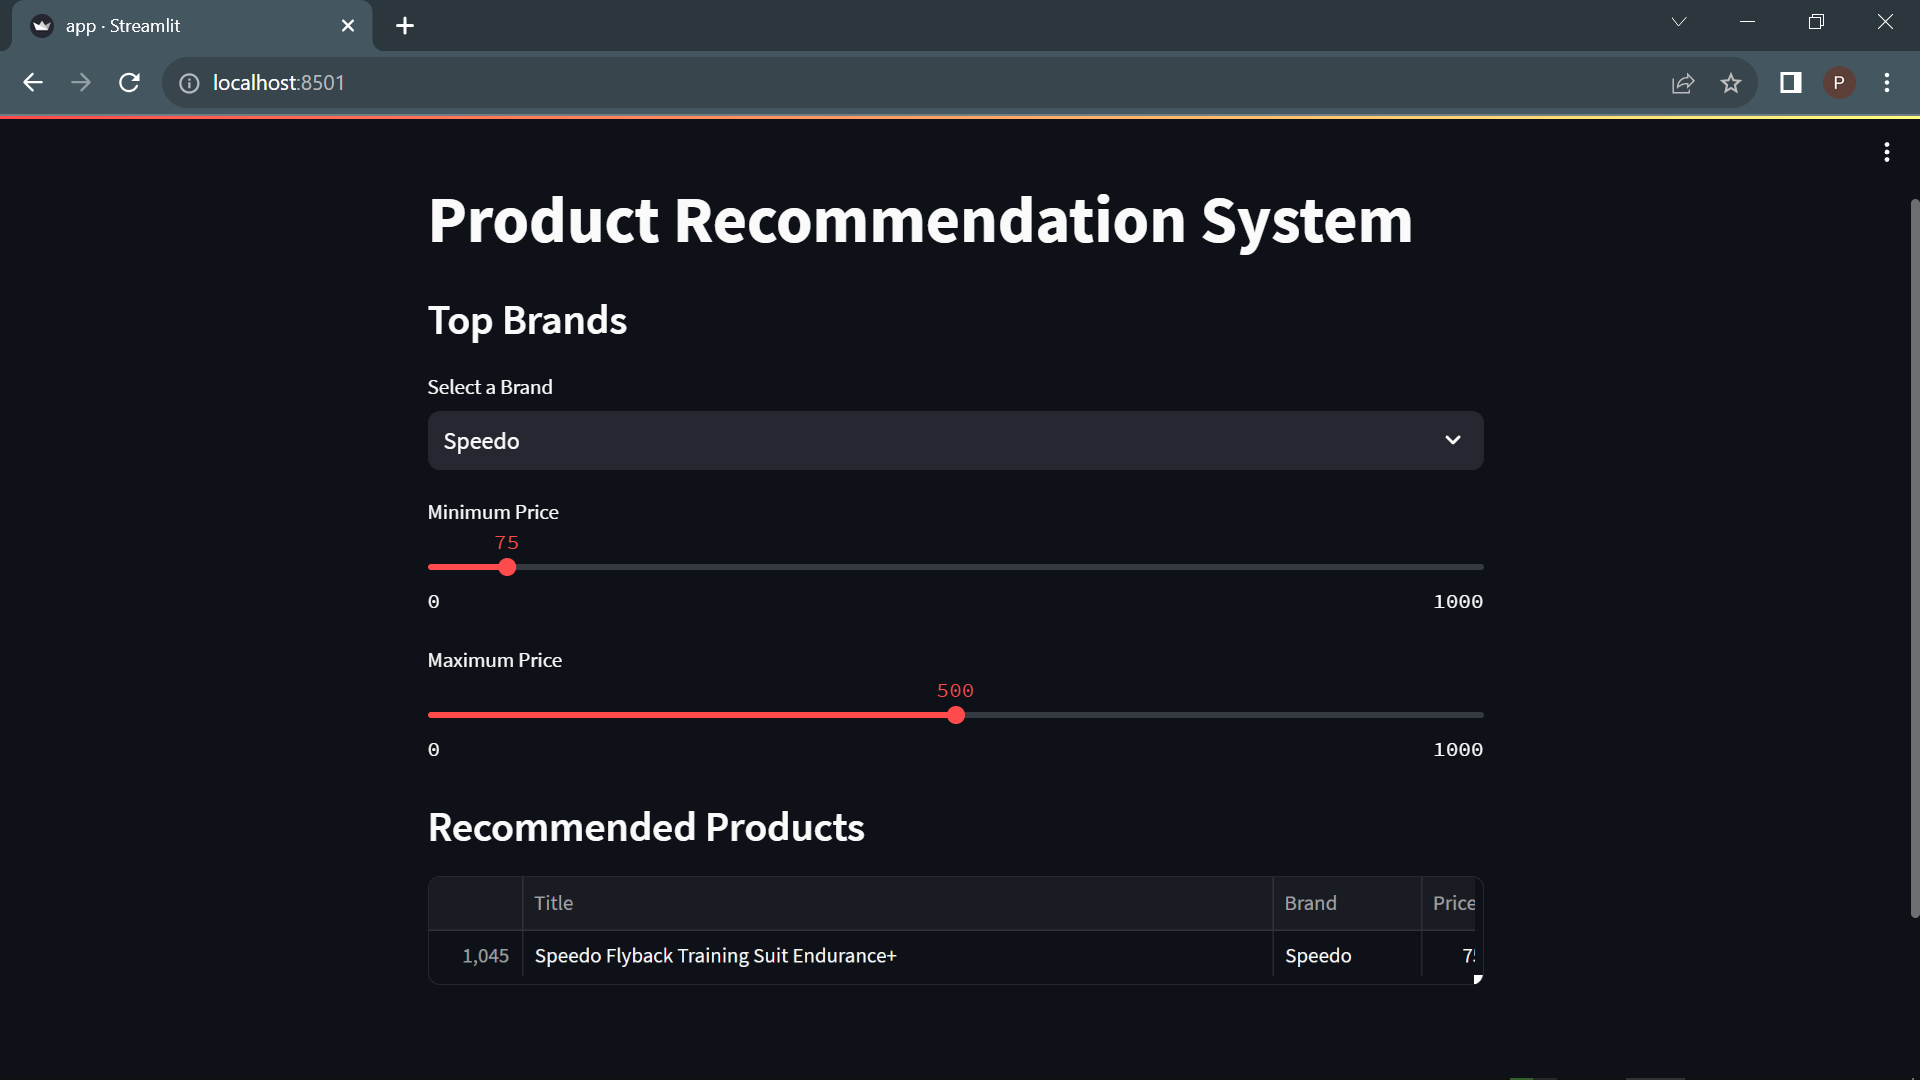 app · Streamlit
localhost:8501
P
Product Recommendation System
Top Brands
Select a Brand
Speedo
Minimum Price
75
0 1000
Maximum Price
500
0 1000
Recommended Products
Title Brand Price
1,045 Speedo Flyback Training Suit Endurance+ Speedo